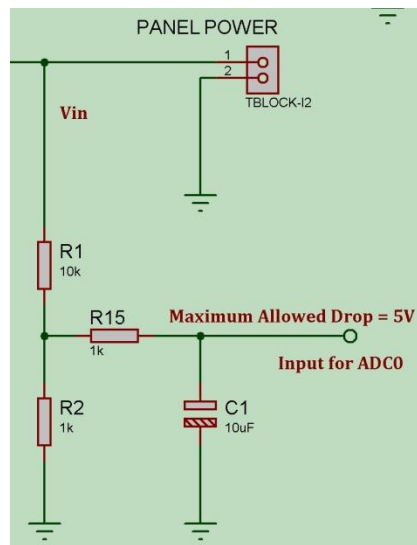 PANEL POWER
1
2
TBLOCK-I2
Vin
R1
10k
R15
1k
Maximum Allowed Drop = 5V
Input for ADC0
R2
1k
C1
10uF